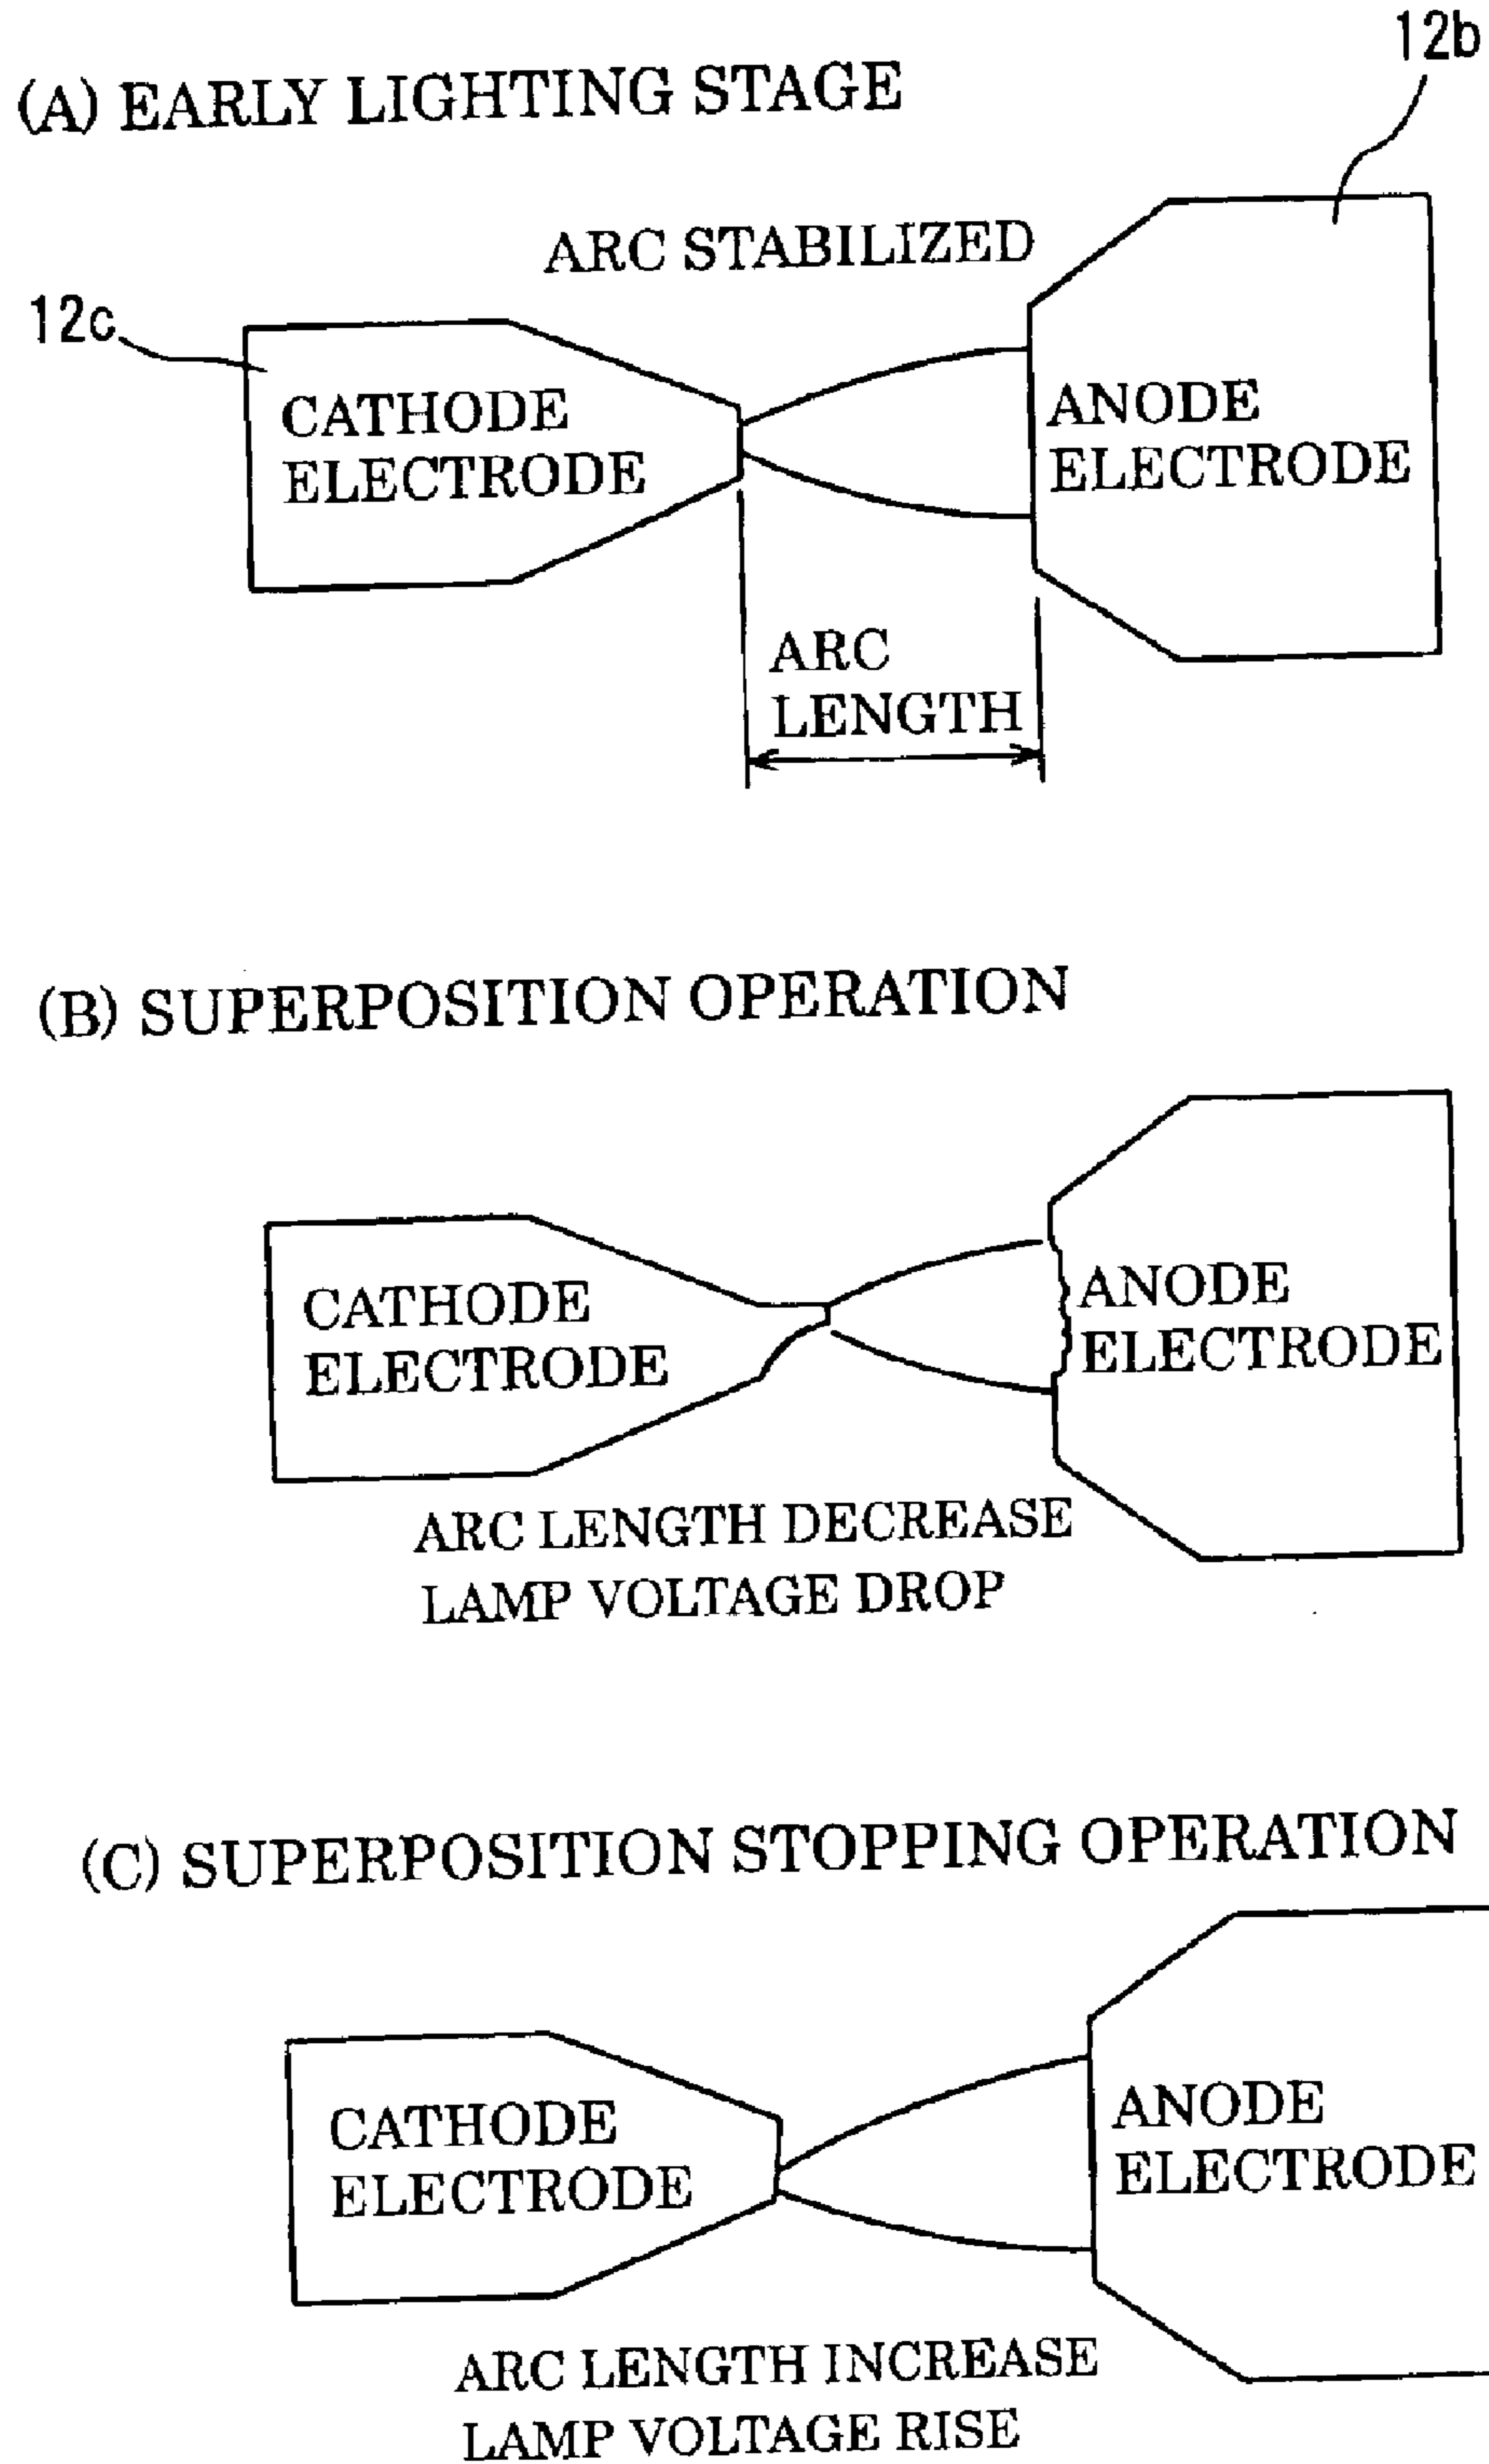 12b
(A) EARLY LIGHTING STAGE
ARC STABILIZED
12c
CATHODE
ELECTRODE
ANODE
ELECTRODE
ARC
LENGTH
(B) SUPERPOSITION OPERATION
CATHODE
ELECTRODE
ANODE
ELECTRODE
ARC LENGTH DECREASE
LAMP VOLTAGE DROP
(C) SUPERPOSITION STOPPING OPERATION
CATHODE
ELECTRODE
ANODE
ELECTRODE
ARC LENGTH INCREASE
LAMP VOLTAGE RISE